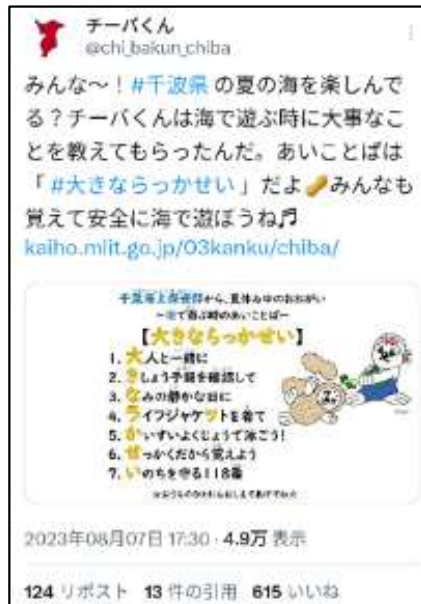 チーバくん
@chi_bakun_chiba
みんな〜！#千波県 の夏の海を楽しんで
る？チーバくんは海で遊ぶ時に大事なこ
とを教えてもらったんだ。あいことばは
「 #大きならっかせい 」だよ🥜みんなも
覚えて安全に海で遊ぼうね🎵
kaiho.mlit.go.jp/03kanku/chiba/
千葉海上保安部から、夏休み中のおねがい
〜海で遊ぶ時のあいことば〜
【大きならっかせい】
1. 大人と一緒に
2. きしょう予報を確認して
3. なみの静かな日に
4. ライフジャケットを着て
5. かいすいよくじょうで泳ごう！
6. せっかくだから覚えよう
7. いのちを守る118番
2023年08月07日 17:30 · 4.9万 表示
124 リポスト 13 件の引用 615 いいね